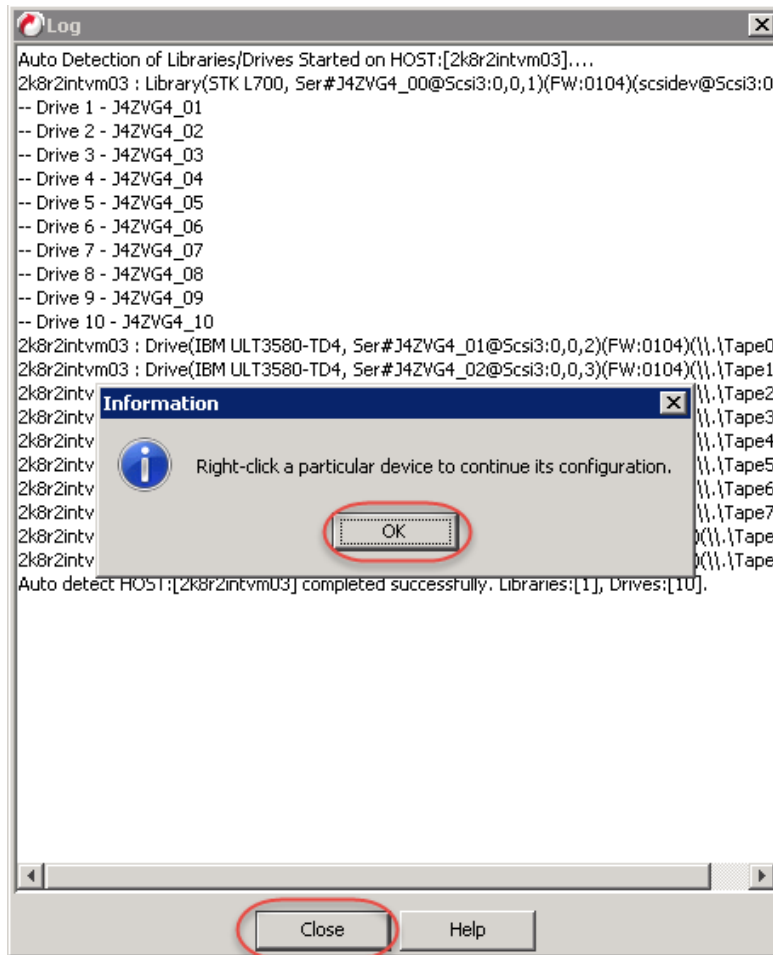 Log
Auto Detection of Libraries/Drives Started on HOST:[2k8r2intvm03]....
2k8r2intvm03 : Library(STK L700, Ser#J4ZVG4_00@Scsi3:0,0,1)(FW:0104)(scsidev@Scsi3:0
-- Drive 1 - J4ZVG4_01
-- Drive 2 - J4ZVG4_02
-- Drive 3 - J4ZVG4_03
-- Drive 4 - J4ZVG4_04
-- Drive 5 - J4ZVG4_05
-- Drive 6 - J4ZVG4_06
-- Drive 7 - J4ZVG4_07
-- Drive 8 - J4ZVG4_08
-- Drive 9 - J4ZVG4_09
-- Drive 10 - J4ZVG4_10
2k8r2intvm03 : Drive(IBM ULT3580-TD4, Ser#J4ZVG4_01@Scsi3:0,0,2)(FW:0104)(\\.\Tape0
2k8r2intvm03 : Drive(IBM ULT3580-TD4, Ser#J4ZVG4_02@Scsi3:0,0,3)(FW:0104)(\\.\Tape1
2k8r2intv \\.\Tape2
2k8r2intv \\.\Tape3
2k8r2intv \\.\Tape4
2k8r2intv \\.\Tape5
2k8r2intv \\.\Tape6
2k8r2intv \\.\Tape7
2k8r2intv )(\\.\Tape
2k8r2intv )(\\.\Tape
Information
Right-click a particular device to continue its configuration.
OK
Auto detect HOST:[2k8r2intvm03] completed successfully. Libraries:[1], Drives:[10].
Close Help